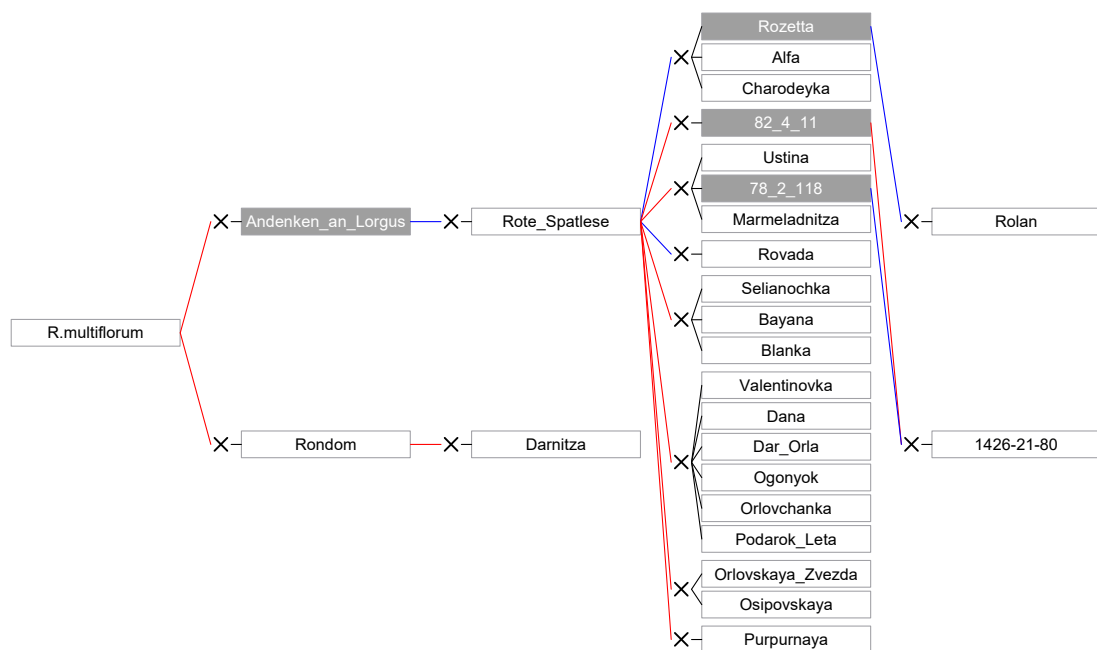 R.multiflorum
Andenken_an_Lorgus
Rondom
Rote_Spatlese
Darnitza
Rozetta
Alfa
Charodeyka
82_4_11
Ustina
78_2_118
Marmeladnitza
Rovada
Selianochka
Bayana
Blanka
Valentinovka
Dana
Dar_Orla
Ogonyok
Orlovchanka
Podarok_Leta
Orlovskaya_Zvezda
Osipovskaya
Purpurnaya
Rolan
1426-21-80